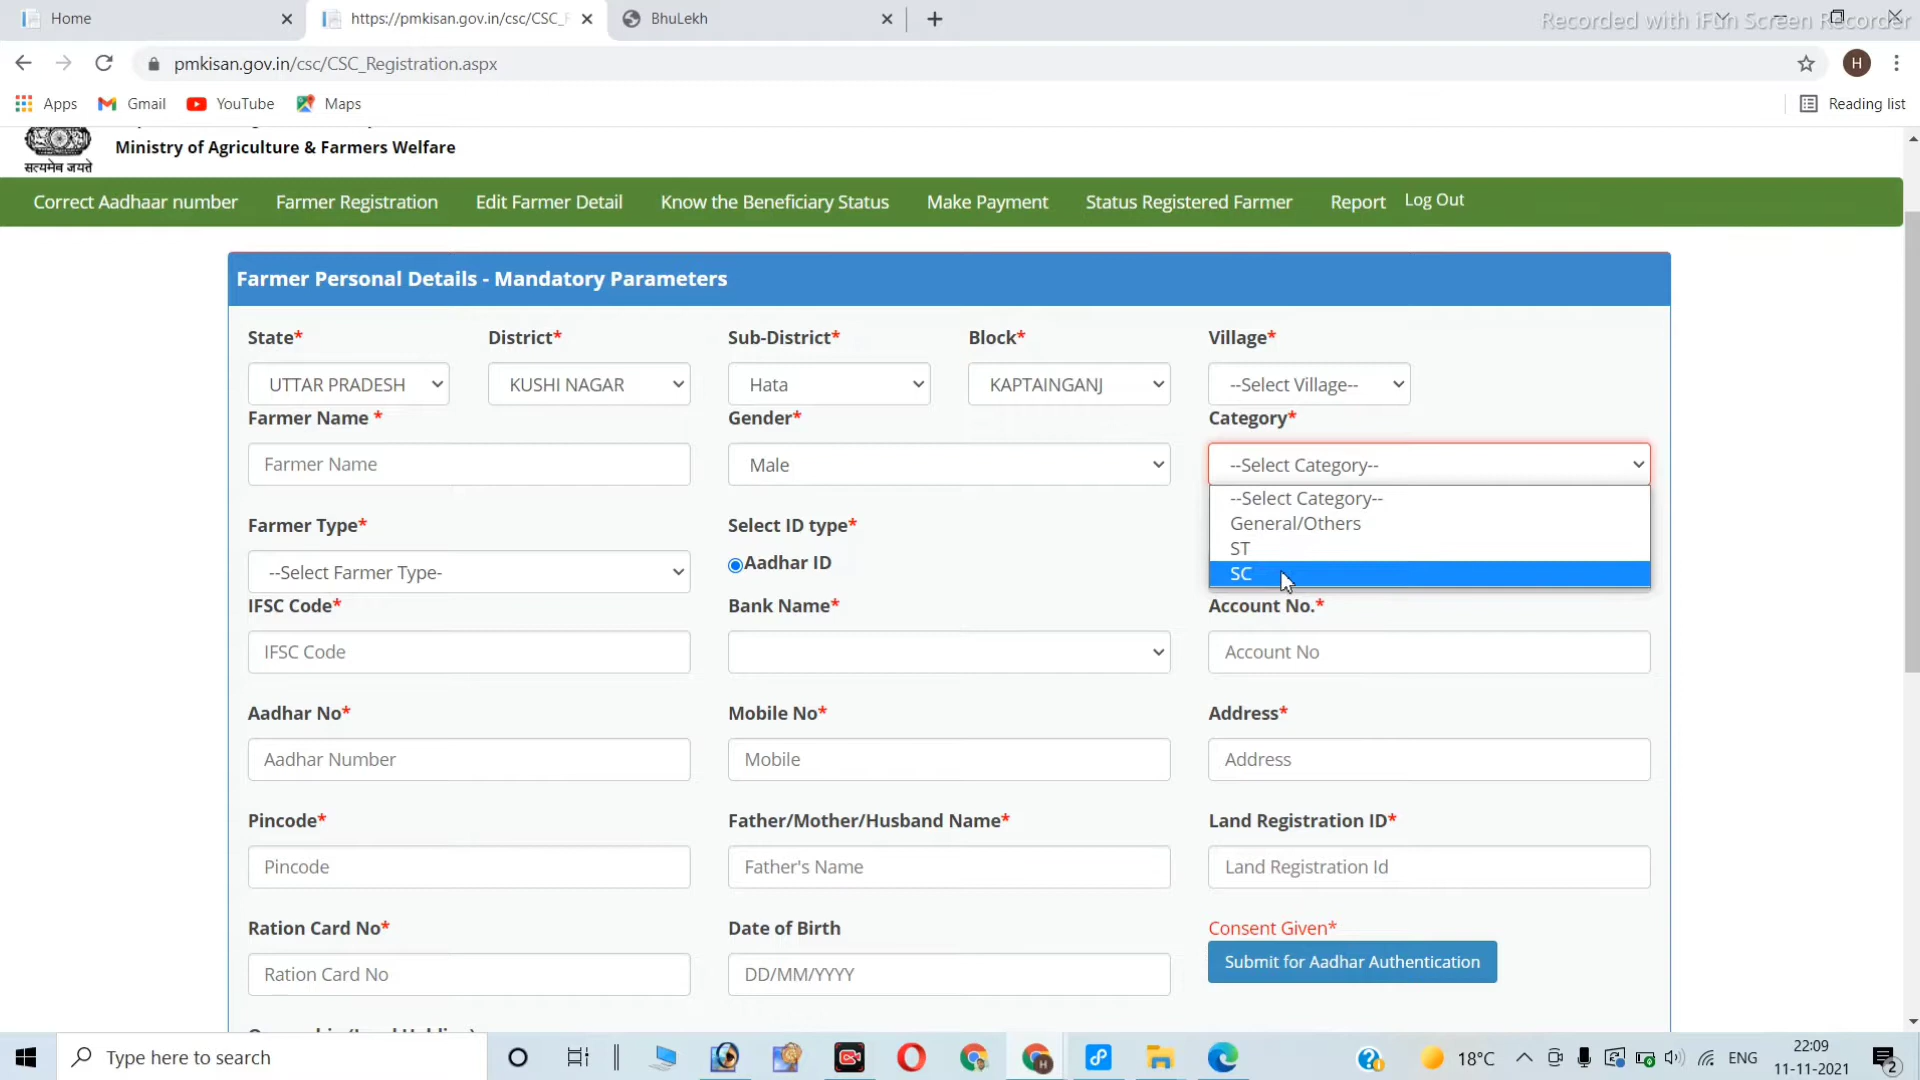 Home
https://pmkisan.gov.in/csc/CSC_F
BhuLekh
Recorded with iFun Screen Recorder
pmkisan.gov.in/csc/CSC_Registration.aspx
H
Apps
Gmail
YouTube
Maps
Reading list
सत्यमेव जयते
Ministry of Agriculture & Farmers Welfare
Correct Aadhaar number
Farmer Registration
Edit Farmer Detail
Know the Beneficiary Status
Make Payment
Status Registered Farmer
Report
Log Out
Farmer Personal Details - Mandatory Parameters
State* District* Sub-District* Block* Village*
UTTAR PRADESH KUSHI NAGAR Hata KAPTAINGANJ --Select Village--
Farmer Name * Gender* Category*
Farmer Name Male --Select Category--
--Select Category--
General/Others
ST
SC
Farmer Type* Select ID type*
--Select Farmer Type- Aadhar ID
IFSC Code* Bank Name* Account No.*
IFSC Code Account No
Aadhar No* Mobile No* Address*
Aadhar Number Mobile Address
Pincode* Father/Mother/Husband Name* Land Registration ID*
Pincode Father's Name Land Registration Id
Ration Card No* Date of Birth Consent Given*
Ration Card No DD/MM/YYYY Submit for Aadhar Authentication
Type here to search
18°C
ENG
22:09
11-11-2021
2